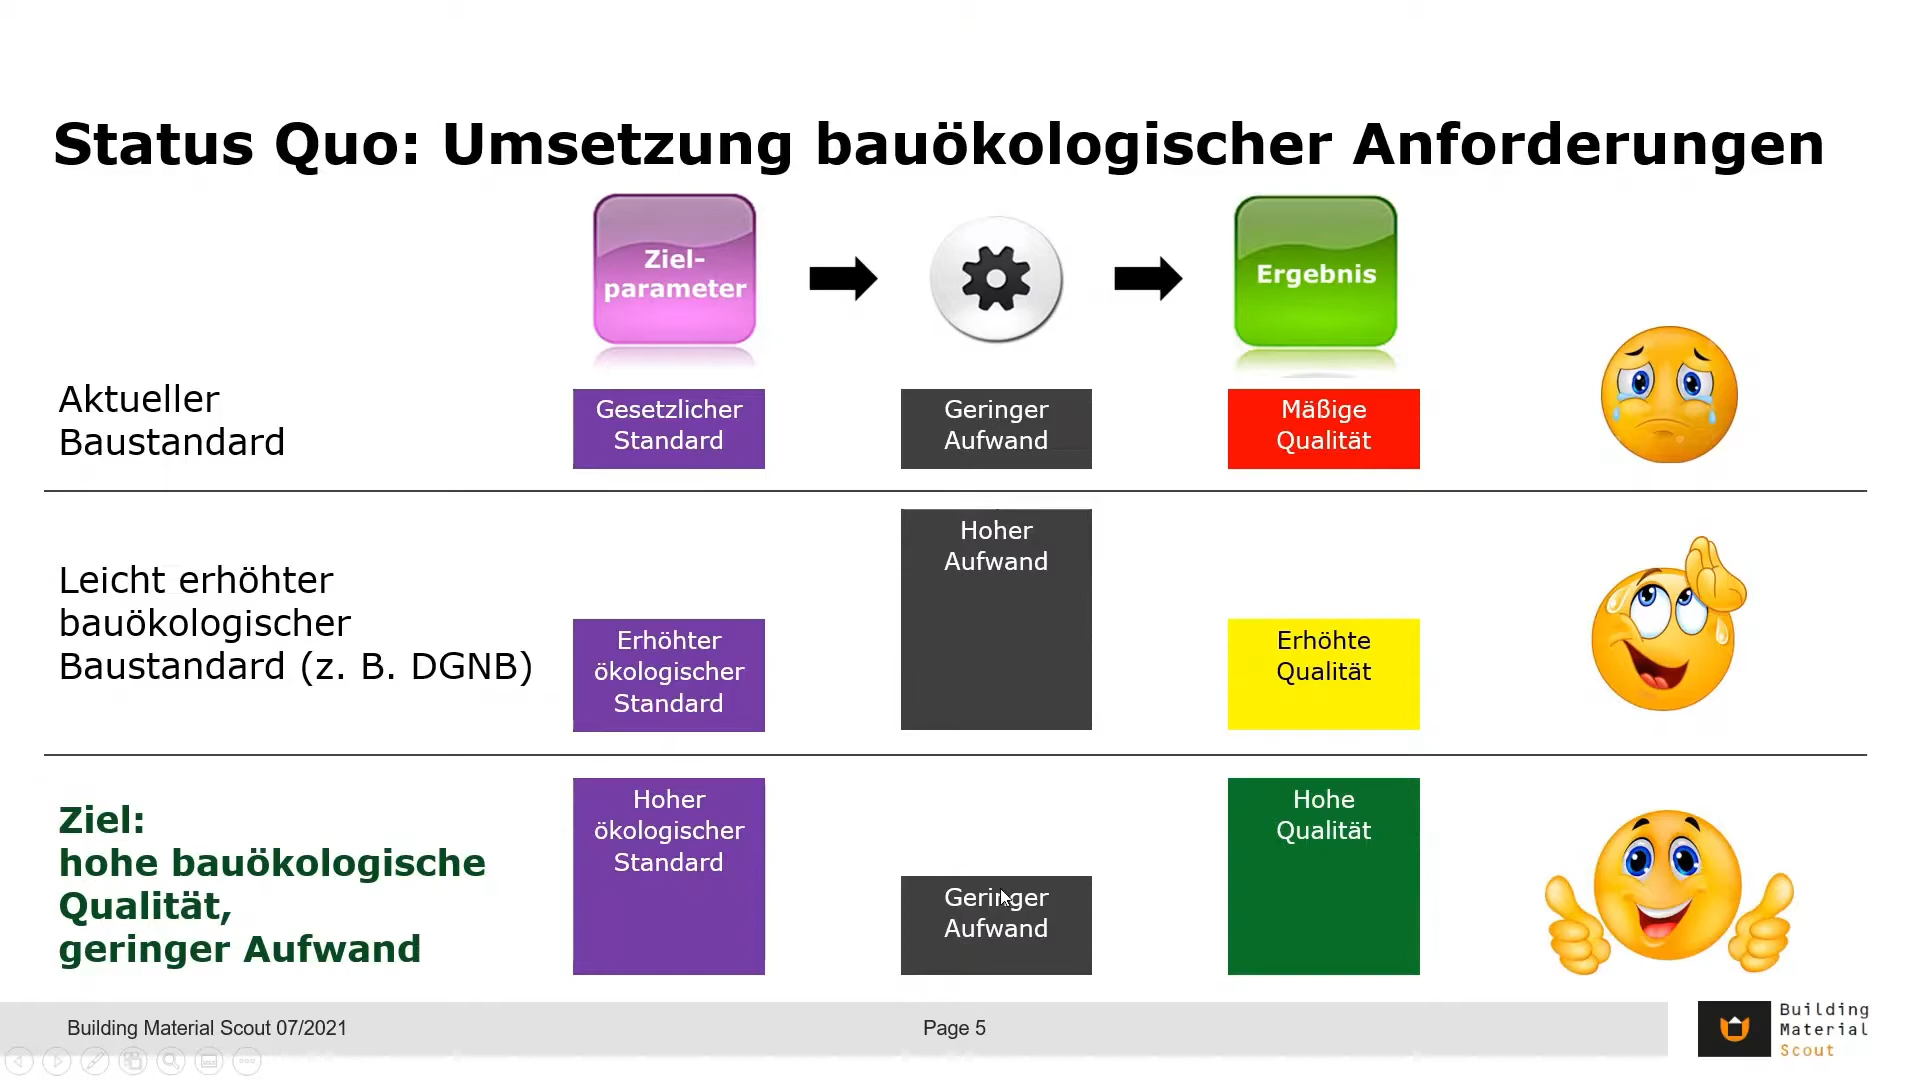 Status Quo: Umsetzung bauökologischer Anforderungen
Ziel-
parameter
Ergebnis
Aktueller
Baustandard
Gesetzlicher
Standard
Geringer
Aufwand
Mäßige
Qualität
Leicht erhöhter
bauökologischer
Baustandard (z. B. DGNB)
Erhöhter
ökologischer
Standard
Hoher
Aufwand
Erhöhte
Qualität
Ziel:
hohe bauökologische
Qualität,
geringer Aufwand
Hoher
ökologischer
Standard
Geringer
Aufwand
Hohe
Qualität
Building Material Scout 07/2021
Page 5
Building
Material
Scout